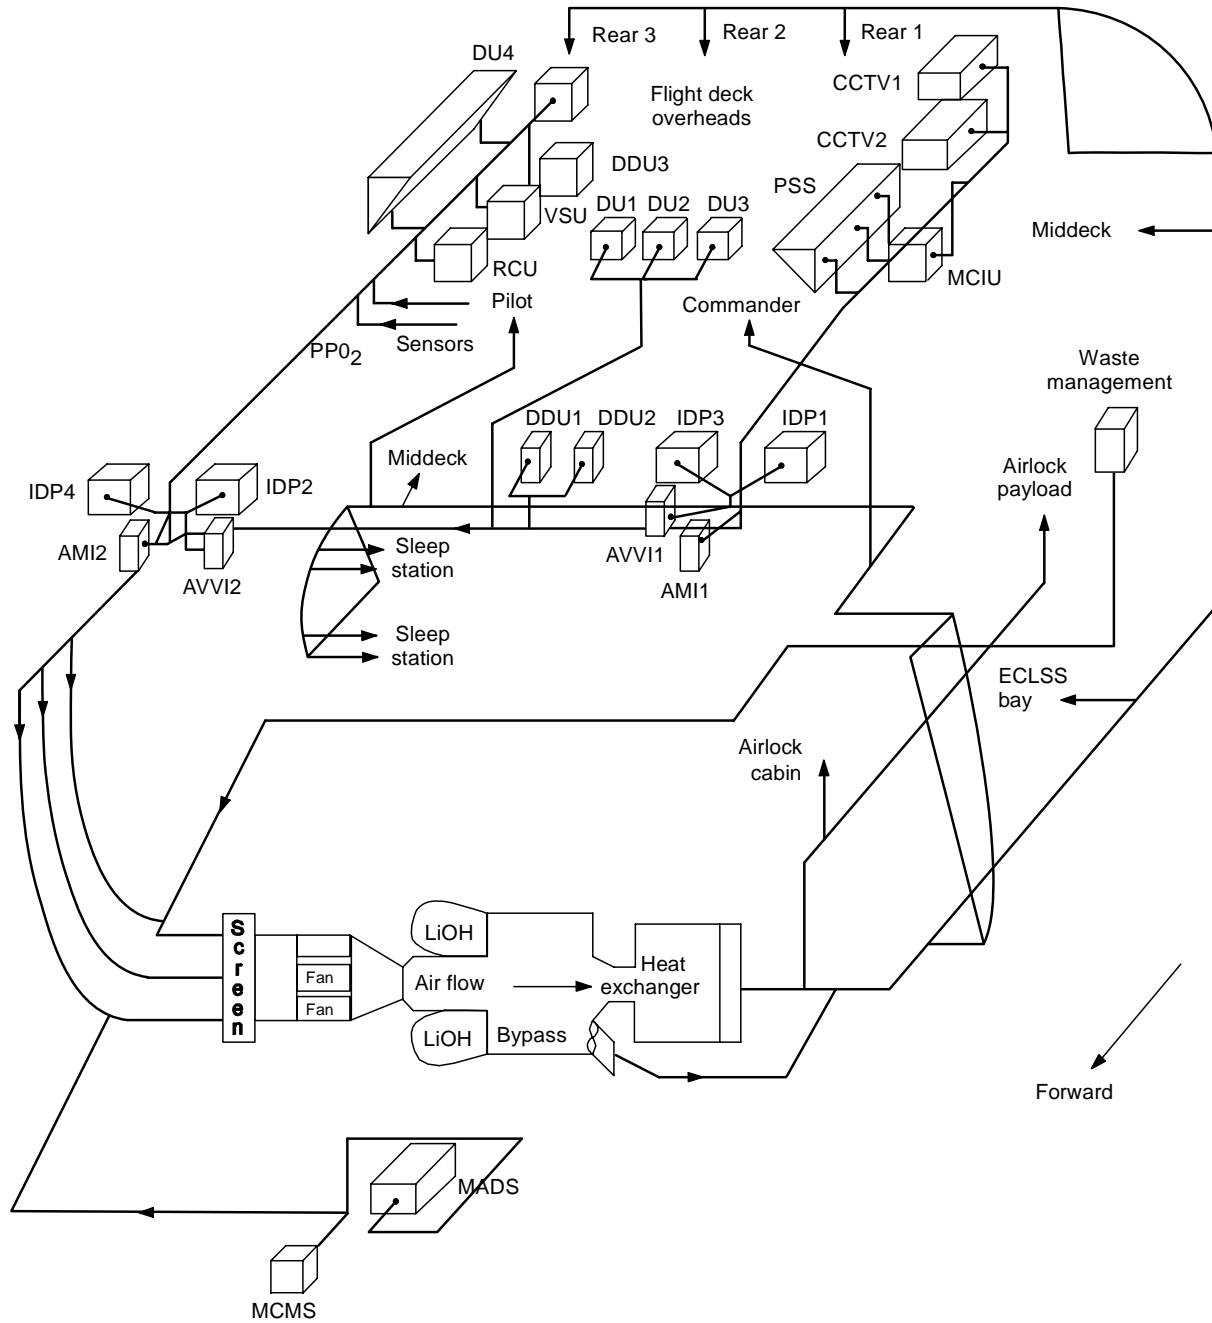 Rear 3
Rear 2
Rear 1
DU4
CCTV1
Flight deck
overheads
CCTV2
DDU3
PSS
VSU
DU1
DU2
DU3
Middeck
RCU
MCIU
Pilot
Commander
Sensors
PP02
Waste
management
DDU1
DDU2
IDP3
IDP1
Middeck
Airlock
payload
IDP4
IDP2
AMI2
AVVI2
Sleep
station
AVVI1
AMI1
Sleep
station
ECLSS
bay
Airlock
cabin
Screen
LiOH
Fan
Air flow
Heat
exchanger
Fan
LiOH
Bypass
Forward
MADS
MCMS